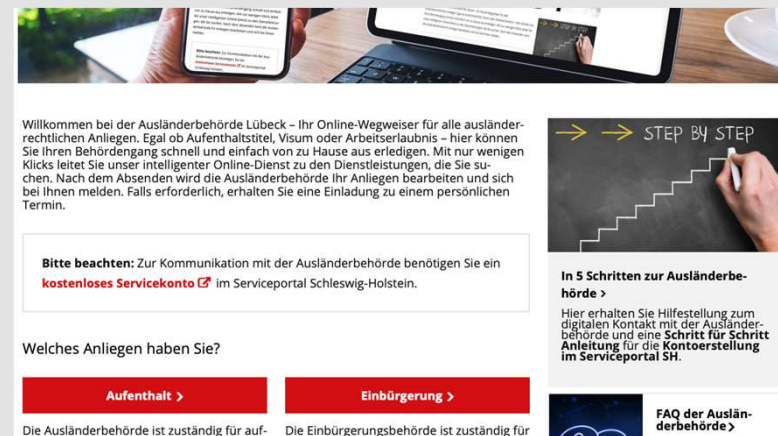 Bitte beachten:
Willkommen bei der Ausländerbehörde Lübeck – Ihr Online-Wegweiser für alle ausländer-
rechtlichen Anliegen. Egal ob Aufenthaltstitel, Visum oder Arbeitserlaubnis – hier können
Sie Ihren Behördengang schnell und einfach von zu Hause aus erledigen. Mit nur wenigen
Klicks leitet Sie unser intelligenter Online-Dienst zu den Dienstleistungen, die Sie su-
chen. Nach dem Absenden wird die Ausländerbehörde Ihr Anliegen bearbeiten und sich
bei Ihnen melden. Falls erforderlich, erhalten Sie eine Einladung zu einem persönlichen
Termin.
Bitte beachten: Zur Kommunikation mit der Ausländerbehörde benötigen Sie ein
kostenloses Servicekonto im Serviceportal Schleswig-Holstein.
Welches Anliegen haben Sie?
Aufenthalt >
Die Ausländerbehörde ist zuständig für auf-
Einbürgerung >
Die Einbürgerungsbehörde ist zuständig für
STEP BY STEP
In 5 Schritten zur Ausländerbe-
hörde >
Hier erhalten Sie Hilfestellung zum
digitalen Kontakt mit der Ausländer-
behörde und eine Schritt für Schritt
Anleitung für die Kontoerstellung
im Serviceportal SH.
FAQ der Auslän-
derbehörde >